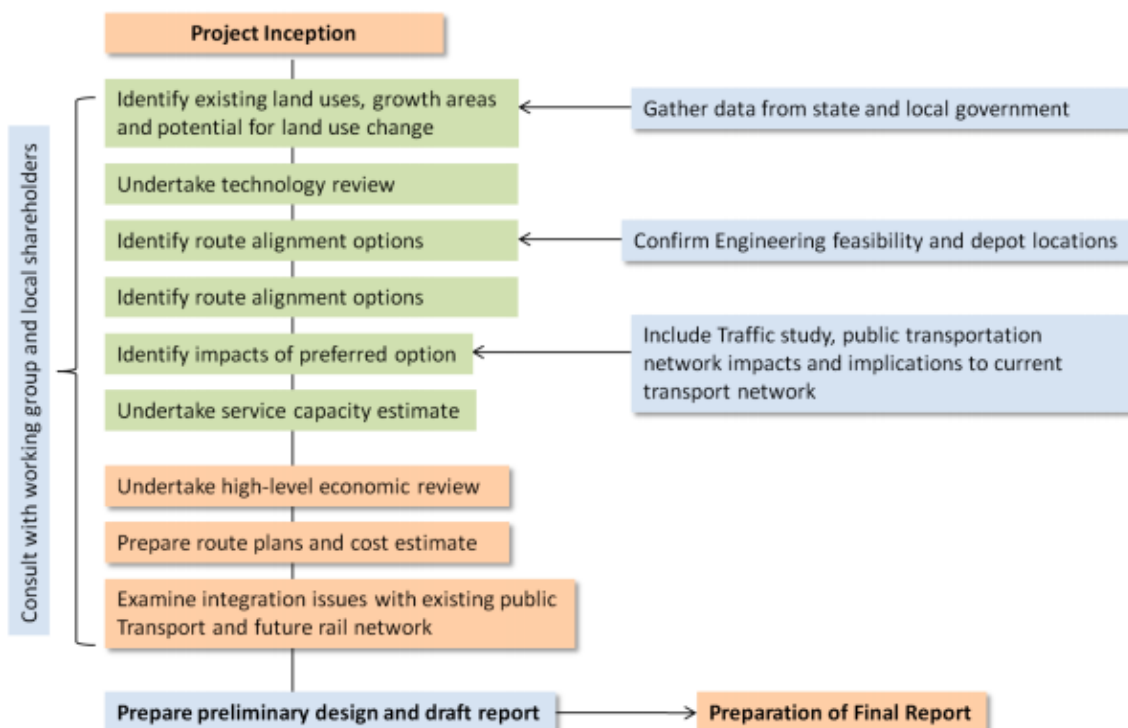 Project Inception
Consult with working group and local shareholders
Identify existing land uses, growth areas
and potential for land use change
Gather data from state and local government
Undertake technology review
Identify route alignment options
Confirm Engineering feasibility and depot locations
Identify route alignment options
Identify impacts of preferred option
Include Traffic study, public transportation
network impacts and implications to current
transport network
Undertake service capacity estimate
Undertake high-level economic review
Prepare route plans and cost estimate
Examine integration issues with existing public
Transport and future rail network
Prepare preliminary design and draft report
Preparation of Final Report